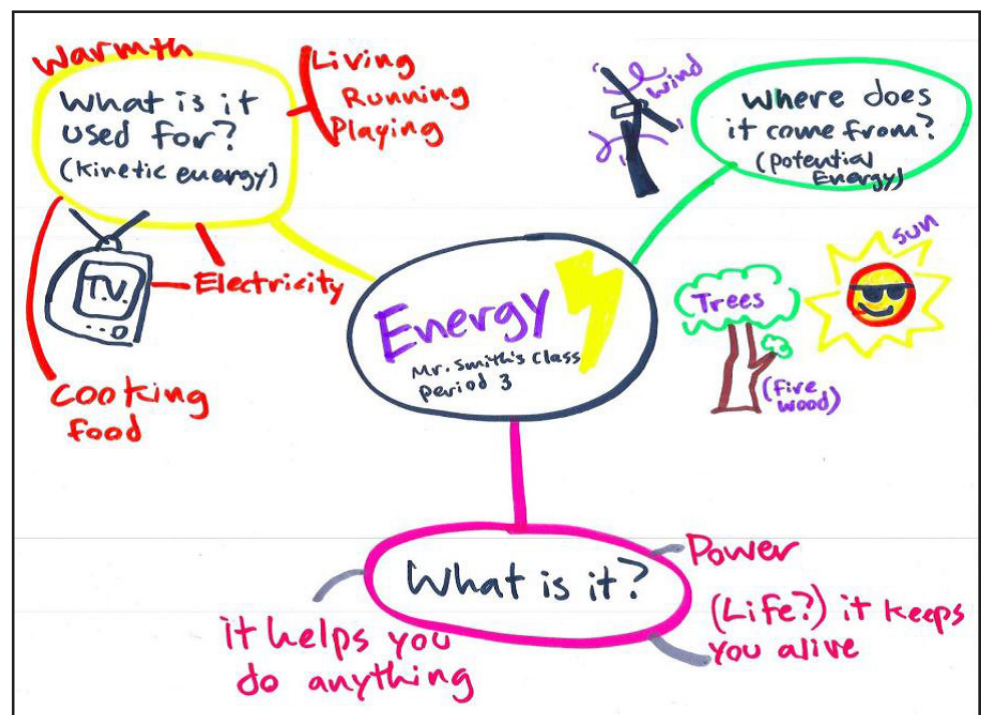 Warmth
What is it
used for?
(kinetic energy)
Living
Running
Playing
T.V.
Electricity
Cooking
food
wind
Where does
it come from?
(potential
Energy)
sun
Trees
(fire
wood)
Energy
Mr. Smith's Class
period 3
What is it?
Power
(Life?) it keeps
you alive
it helps you
do anything